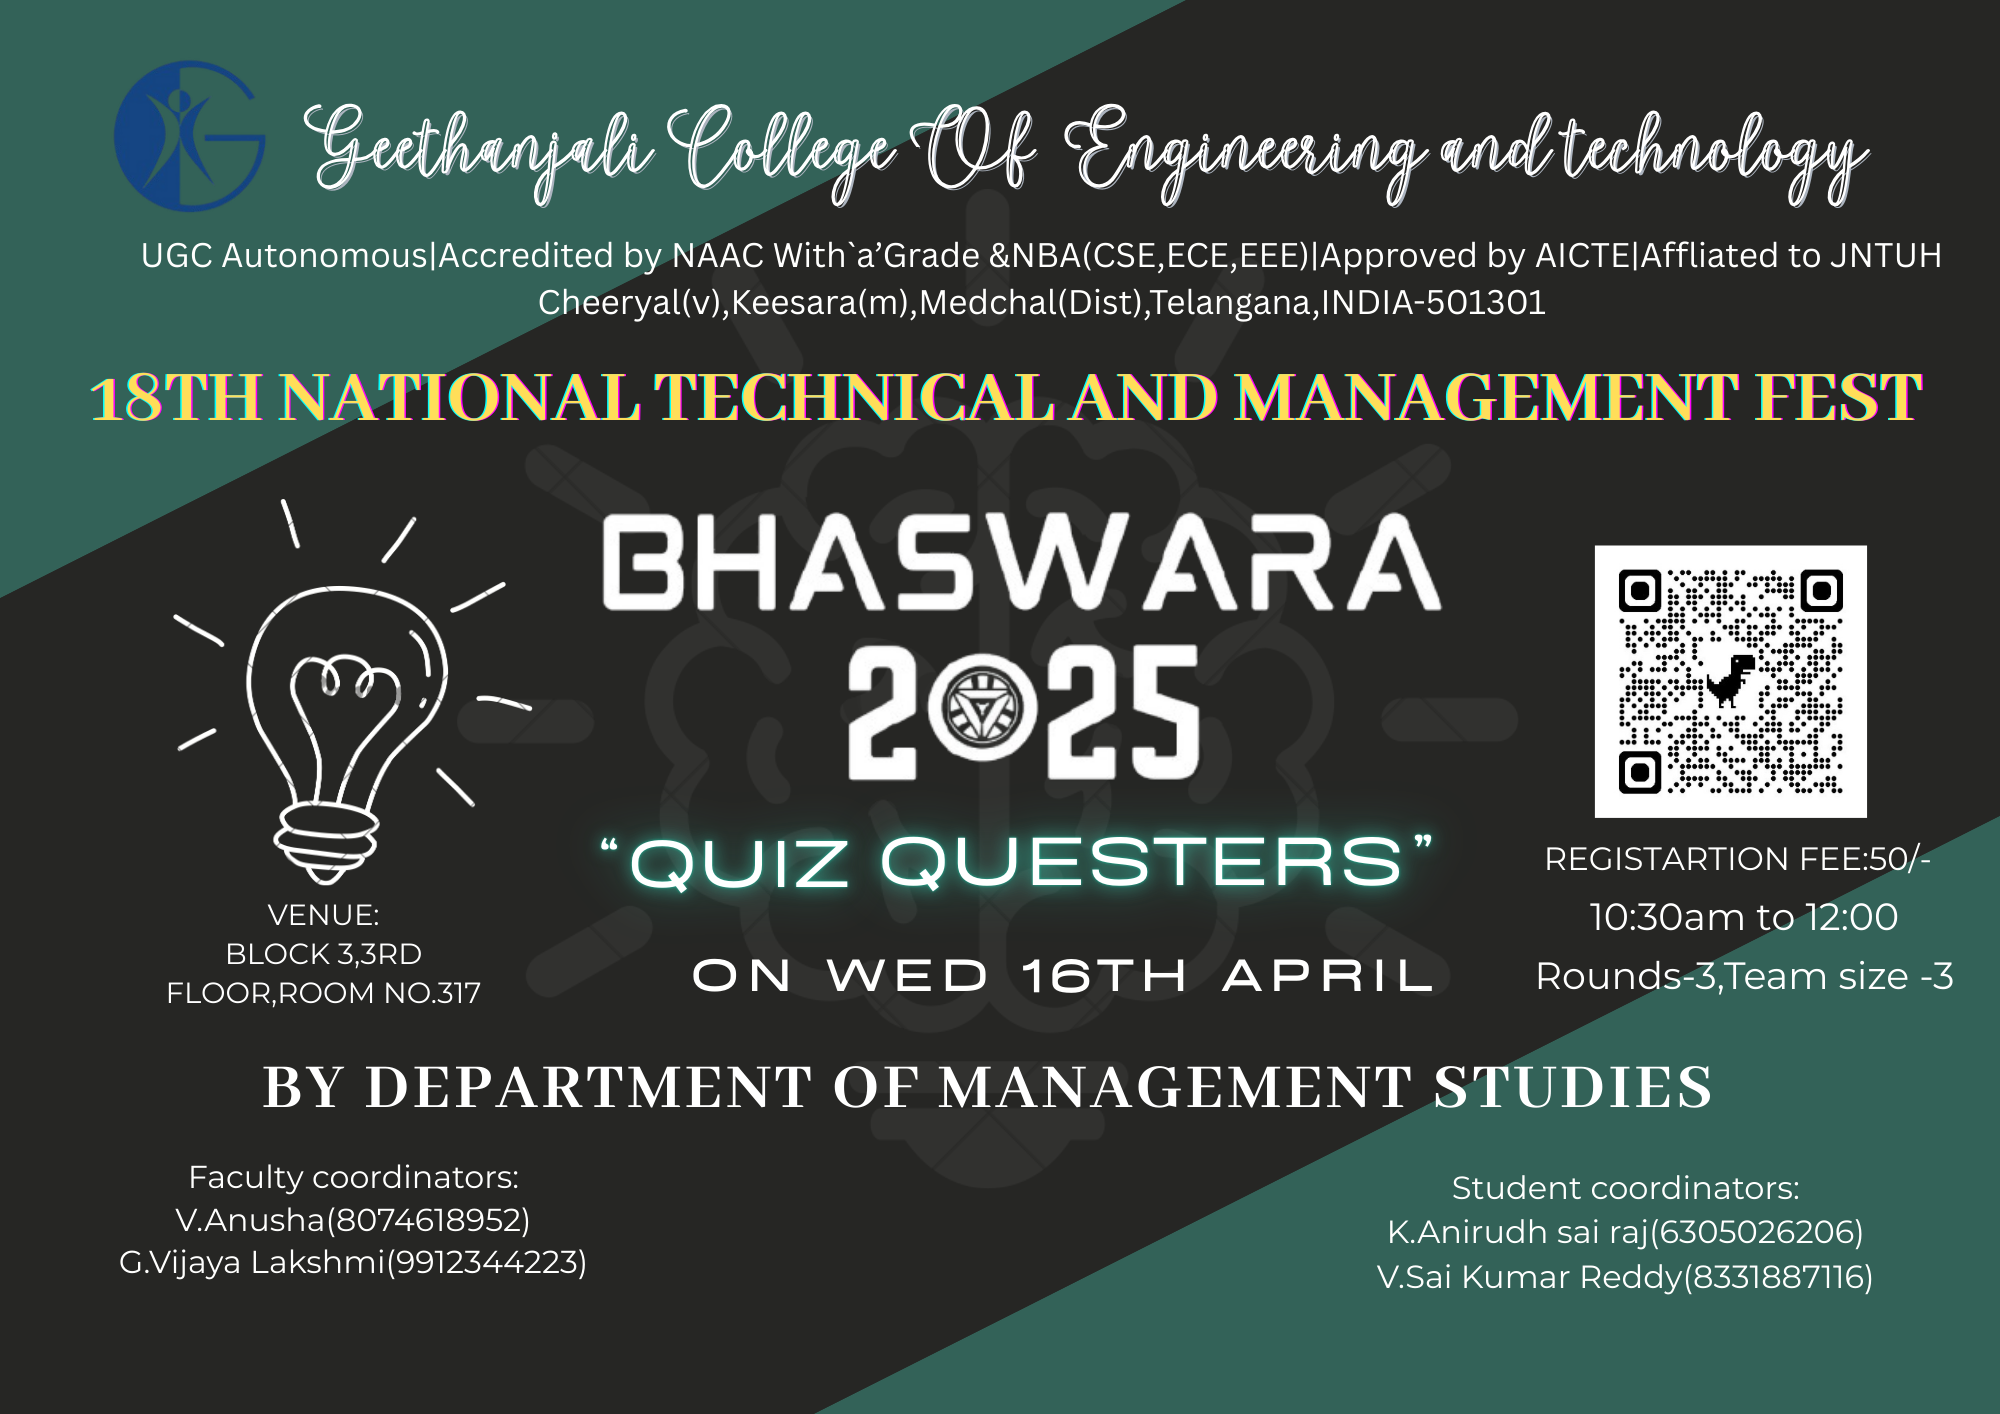 Geethanjali College Of Engineering and technology
UGC Autonomous|Accredited by NAAC With`a’Grade &NBA(CSE,ECE,EEE)|Approved by AICTE|Affliated to JNTUH
Cheeryal(v),Keesara(m),Medchal(Dist),Telangana,INDIA-501301
18TH NATIONAL TECHNICAL AND MANAGEMENT FEST
BHASWARA
2025
“QUIZ QUESTERS”
ON WED 16TH APRIL
VENUE:
BLOCK 3,3RD
FLOOR,ROOM NO.317
REGISTARTION FEE:50/-
10:30am to 12:00
Rounds-3,Team size -3
BY DEPARTMENT OF MANAGEMENT STUDIES
Faculty coordinators:
V.Anusha(8074618952)
G.Vijaya Lakshmi(9912344223)
Student coordinators:
K.Anirudh sai raj(6305026206)
V.Sai Kumar Reddy(8331887116)